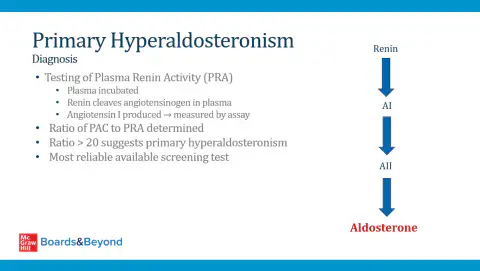 Primary Hyperaldosteronism
Diagnosis
• Testing of Plasma Renin Activity (PRA)
• Plasma incubated
• Renin cleaves angiotensinogen in plasma
• Angiotensin I produced → measured by assay
• Ratio of PAC to PRA determined
• Ratio > 20 suggests primary hyperaldosteronism
• Most reliable available screening test
Renin
AI
AII
Aldosterone
Mc
Graw
Hill
Boards&Beyond